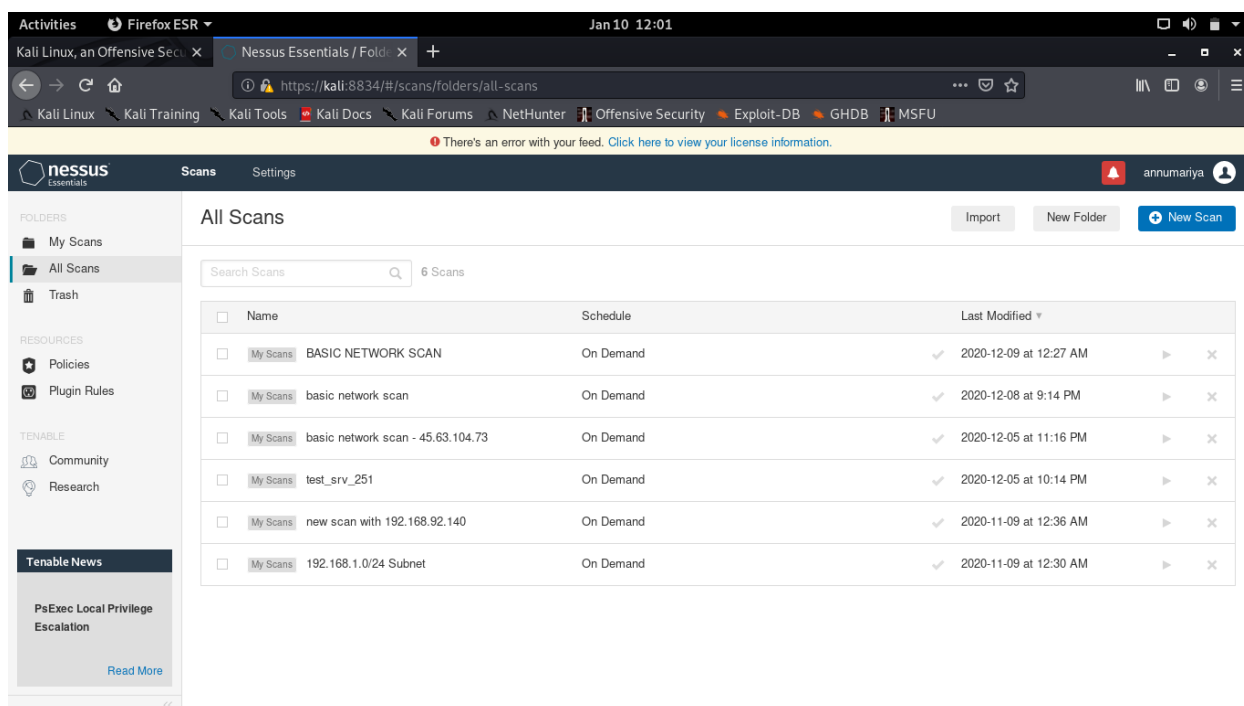 Activities Firefox ESR Jan 10 12:01
Kali Linux, an Offensive Secu Nessus Essentials / Folde
https://kali:8834/#/scans/folders/all-scans
Kali Linux Kali Training Kali Tools Kali Docs Kali Forums NetHunter Offensive Security Exploit-DB GHDB MSFU
There's an error with your feed. Click here to view your license information.
nessus Essentials Scans Settings annumariya
FOLDERS
My Scans
All Scans
Trash
RESOURCES
Policies
Plugin Rules
TENABLE
Community
Research
Tenable News
PsExec Local Privilege
Escalation
Read More
All Scans Import New Folder New Scan
Search Scans 6 Scans
Name Schedule Last Modified
My Scans BASIC NETWORK SCAN On Demand 2020-12-09 at 12:27 AM
My Scans basic network scan On Demand 2020-12-08 at 9:14 PM
My Scans basic network scan - 45.63.104.73 On Demand 2020-12-05 at 11:16 PM
My Scans test_srv_251 On Demand 2020-12-05 at 10:14 PM
My Scans new scan with 192.168.92.140 On Demand 2020-11-09 at 12:36 AM
My Scans 192.168.1.0/24 Subnet On Demand 2020-11-09 at 12:30 AM